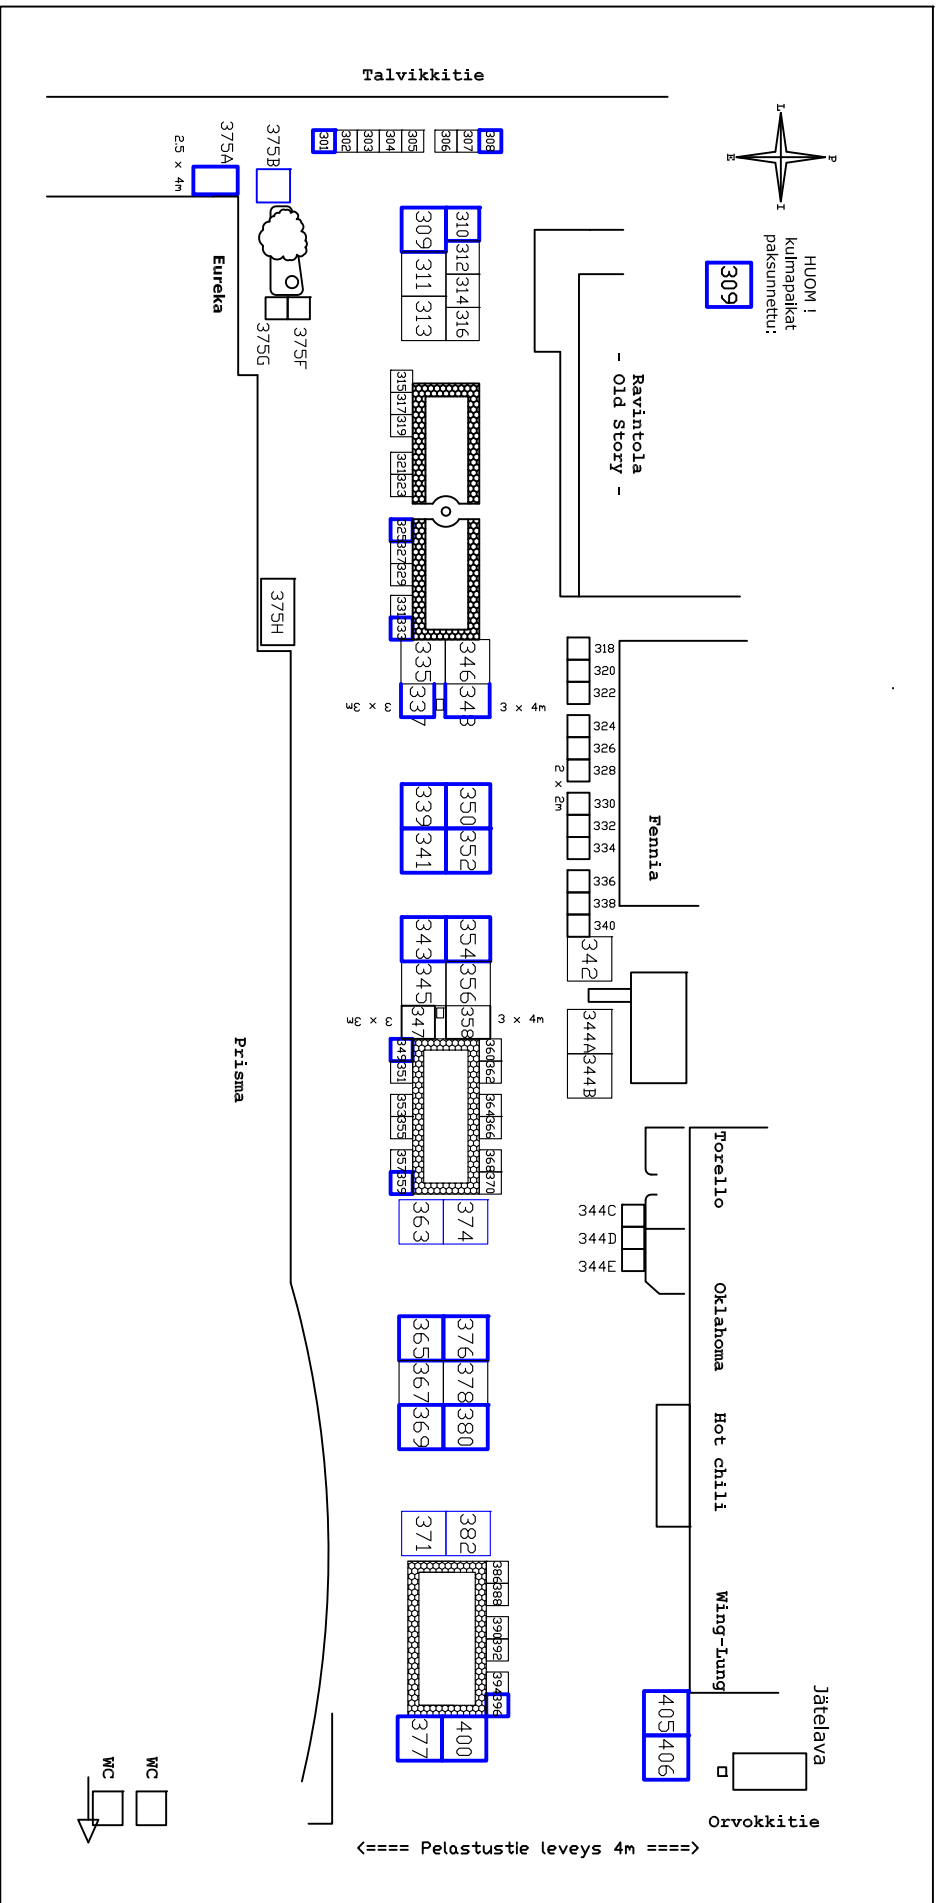 Talvikkitie
375A
375B
2.5 x 4m
301
302
303
304
305
306
307
308
L
E
P
I
HUOM !
kulmapaikat
paksunnettu:
309
309
310
311
312
313
314
316
Eureka
375G
375F
Ravintola
- Old Story -
315
317
319
321
323
325
327
329
331
333
375H
335
346
337
348
3 x 3m
3 x 4m
318
320
322
324
326
328
2 x 2m
330
332
334
336
338
340
342
Fennia
339
350
341
352
343
354
345
356
347
358
3 x 3m
3 x 4m
344A
344B
Prisma
349
351
353
355
357
359
360
362
364
366
368
370
363
374
Torello
344C
344D
344E
Oklahoma
365
376
367
378
369
380
Hot chili
371
382
386
388
390
392
394
396
Wing-Lung
377
400
405
406
Jätelava
WC
WC
Orvokkitie
<==== Pelastustie leveys 4m ====>